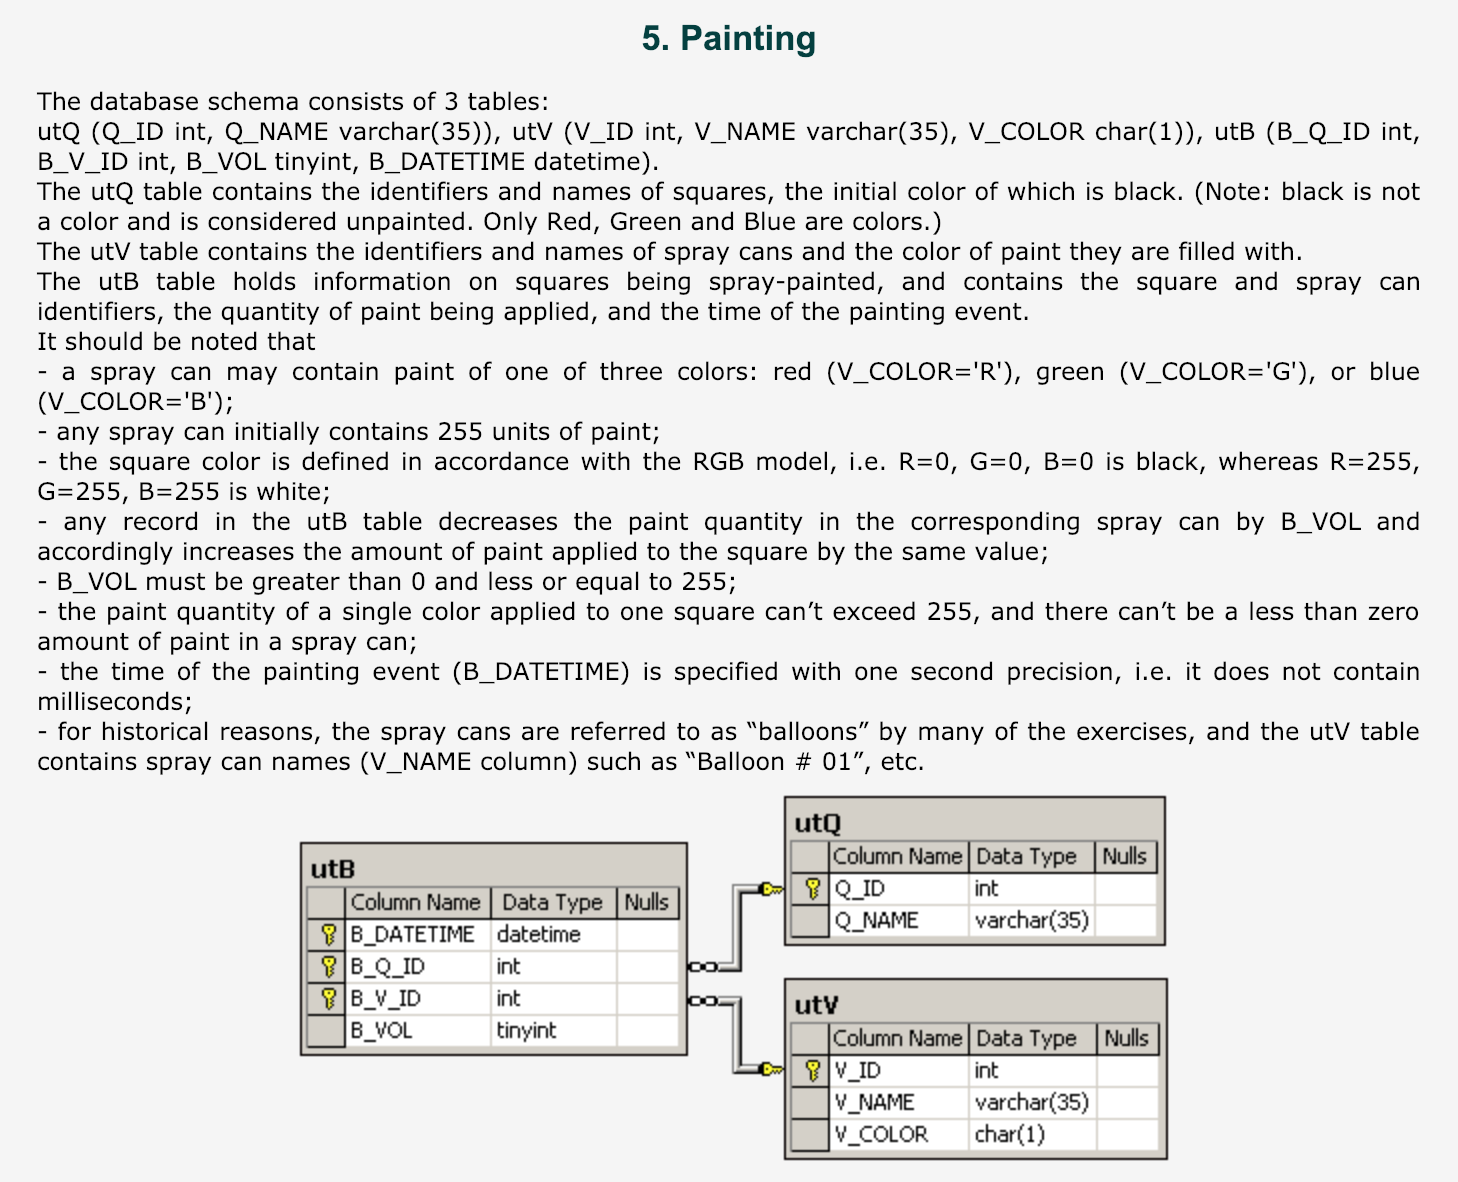 5. Painting
The database schema consists of 3 tables:
utQ (Q_ID int, Q_NAME varchar(35)), utV (V_ID int, V_NAME varchar(35), V_COLOR char(1)), utB (B_Q_ID int,
B_V_ID int, B_VOL tinyint, B_DATETIME datetime).
The utQ table contains the identifiers and names of squares, the initial color of which is black. (Note: black is not
a color and is considered unpainted. Only Red, Green and Blue are colors.)
The utV table contains the identifiers and names of spray cans and the color of paint they are filled with.
The utB table holds information on squares being spray-painted, and contains the square and spray can
identifiers, the quantity of paint being applied, and the time of the painting event.
It should be noted that
- a spray can may contain paint of one of three colors: red (V_COLOR='R'), green (V_COLOR='G'), or blue
(V_COLOR='B');
- any spray can initially contains 255 units of paint;
- the square color is defined in accordance with the RGB model, i.e. R=0, G=0, B=0 is black, whereas R=255,
G=255, B=255 is white;
- any record in the utB table decreases the paint quantity in the corresponding spray can by B_VOL and
accordingly increases the amount of paint applied to the square by the same value;
- B_VOL must be greater than 0 and less or equal to 255;
- the paint quantity of a single color applied to one square can’t exceed 255, and there can’t be a less than zero
amount of paint in a spray can;
- the time of the painting event (B_DATETIME) is specified with one second precision, i.e. it does not contain
milliseconds;
- for historical reasons, the spray cans are referred to as “balloons” by many of the exercises, and the utV table
contains spray can names (V_NAME column) such as “Balloon # 01”, etc.
utB
Column Name Data Type Nulls
B_DATETIME datetime
B_Q_ID int
B_V_ID int
B_VOL tinyint
utQ
Column Name Data Type Nulls
Q_ID int
Q_NAME varchar(35)
utV
Column Name Data Type Nulls
V_ID int
V_NAME varchar(35)
V_COLOR char(1)